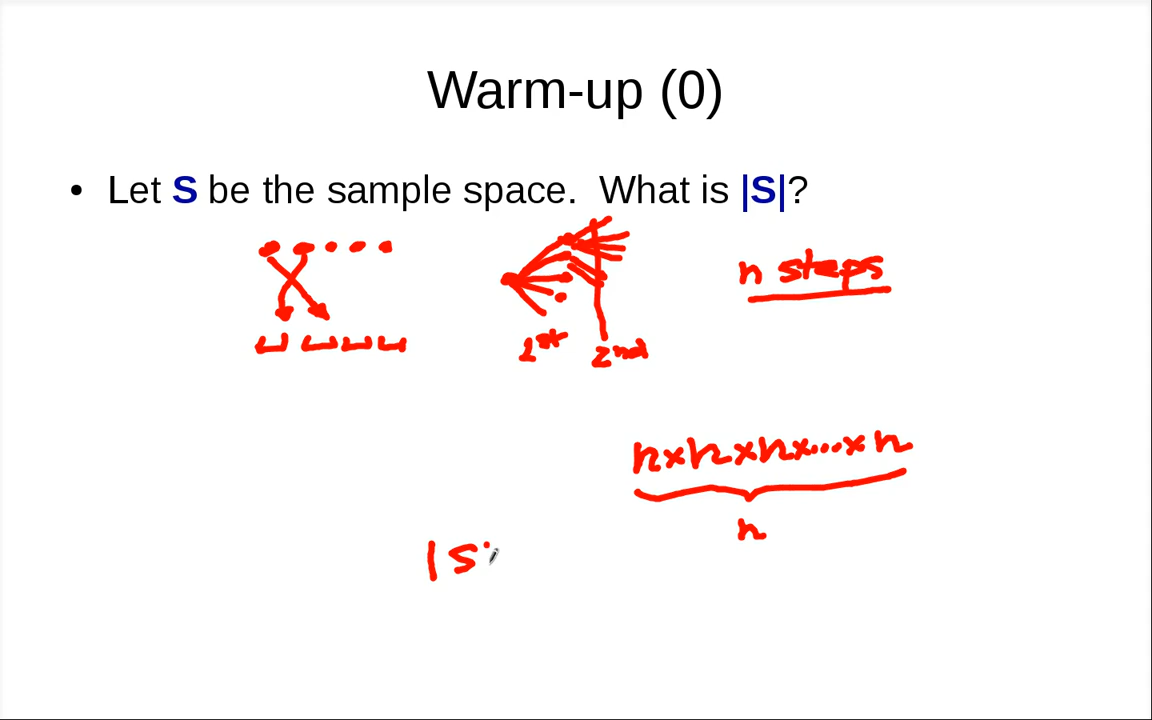 Warm-up (0)
• Let S be the sample space. What is |S|?
n steps
1st 2nd
n×n×n×...×n
n
|S